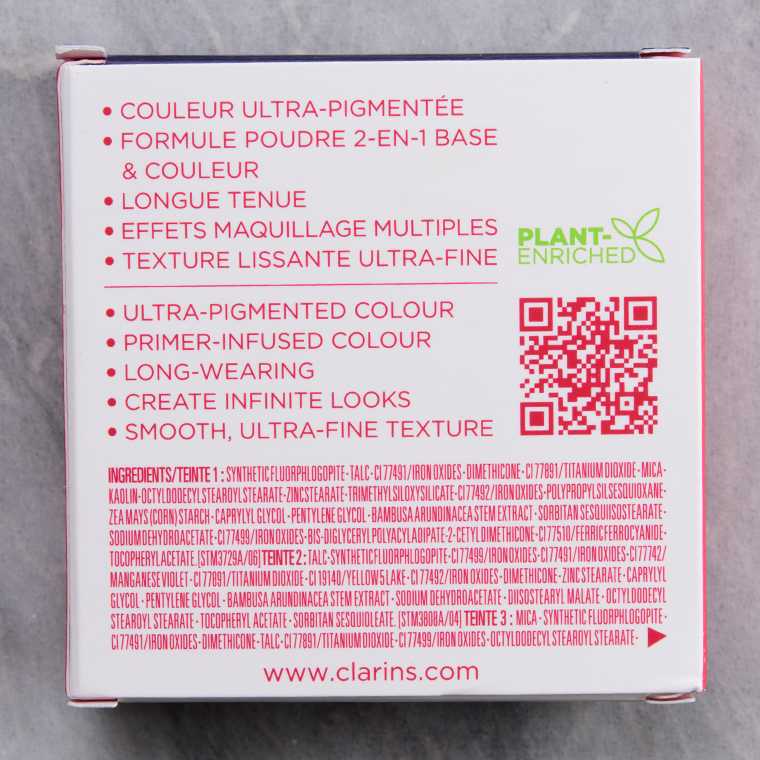 • COULEUR ULTRA-PIGMENTÉE
• FORMULE POUDRE 2-EN-1 BASE
& COULEUR
• LONGUE TENUE
• EFFETS MAQUILLAGE MULTIPLES
• TEXTURE LISSANTE ULTRA-FINE
PLANT-
ENRICHED
• ULTRA-PIGMENTED COLOUR
• PRIMER-INFUSED COLOUR
• LONG-WEARING
• CREATE INFINITE LOOKS
• SMOOTH, ULTRA-FINE TEXTURE
INGREDIENTS/TEINTE 1 : SYNTHETIC FLUORPHLOGOPITE · TALC · CI 77491/IRON OXIDES · DIMETHICONE · CI 77891/TITANIUM DIOXIDE · MICA ·
KAOLIN · OCTYLDODECYL STEAROYL STEARATE · ZINC STEARATE · TRIMETHYLSILOXYSILICATE · CI 77492/IRON OXIDES · POLYPROPYLSILSESQUIOXANE ·
ZEA MAYS (CORN) STARCH · CAPRYLYL GLYCOL · PENTYLENE GLYCOL · BAMBUSA ARUNDINACEA STEM EXTRACT · SORBITAN SESQUIISOSTEARATE ·
SODIUM DEHYDROACETATE · CI 77499/IRON OXIDES · BIS-DIGLYCERYL POLYACYLADIPATE-2 · CETYL DIMETHICONE · CI 77510/FERRIC FERROCYANIDE ·
TOCOPHERYL ACETATE. [STM3729A/06] TEINTE 2 : TALC · SYNTHETIC FLUORPHLOGOPITE · CI 77499/IRON OXIDES · CI 77491/IRON OXIDES · CI 77742/
MANGANESE VIOLET · CI 77891/TITANIUM DIOXIDE · CI 19140/YELLOW 5 LAKE · CI 77492/IRON OXIDES · DIMETHICONE · ZINC STEARATE · CAPRYLYL
GLYCOL · PENTYLENE GLYCOL · BAMBUSA ARUNDINACEA STEM EXTRACT · SODIUM DEHYDROACETATE · DIISOSTEARYL MALATE · OCTYLDODECYL
STEAROYL STEARATE · TOCOPHERYL ACETATE · SORBITAN SESQUIOLEATE. [STM3808A/04] TEINTE 3 : MICA · SYNTHETIC FLUORPHLOGOPITE ·
CI 77491/IRON OXIDES · DIMETHICONE · TALC · CI 77891/TITANIUM DIOXIDE · CI 77499/IRON OXIDES · OCTYLDODECYL STEAROYL STEARATE · ▶
www.clarins.com